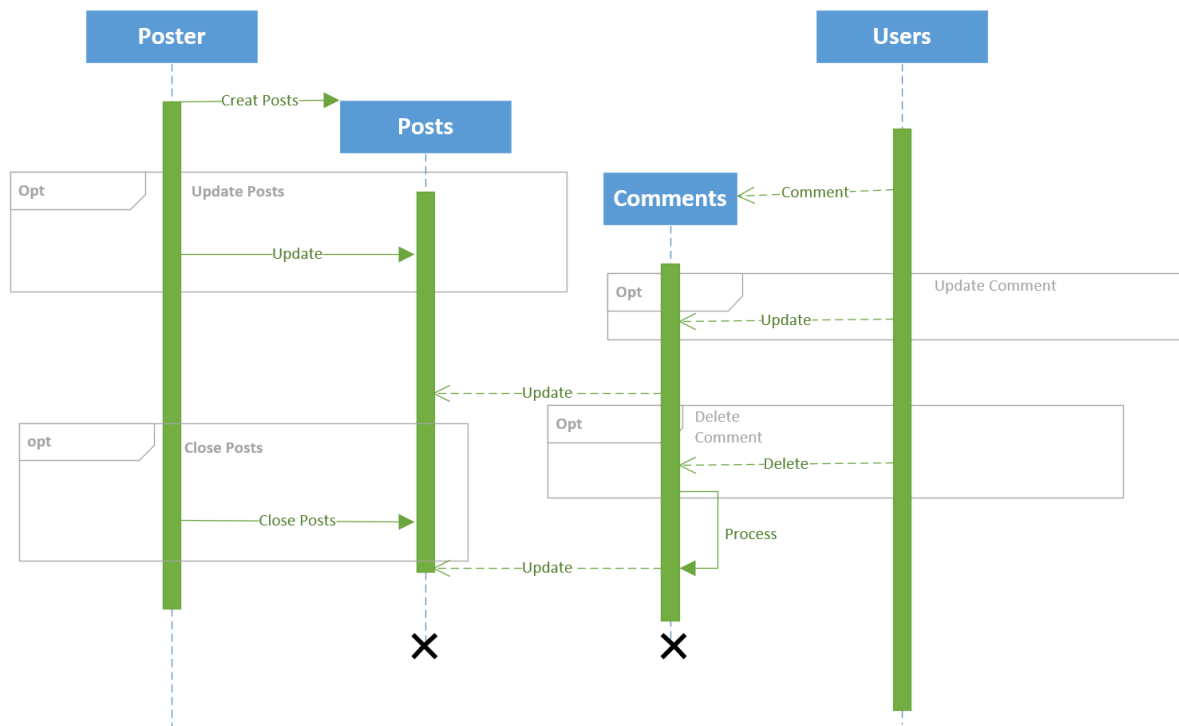 Poster
Users
Creat Posts
Posts
Opt
Update Posts
Comments
Comment
Update
Opt
Update Comment
Update
Update
Opt
Delete
Comment
opt
Close Posts
Delete
Close Posts
Process
Update